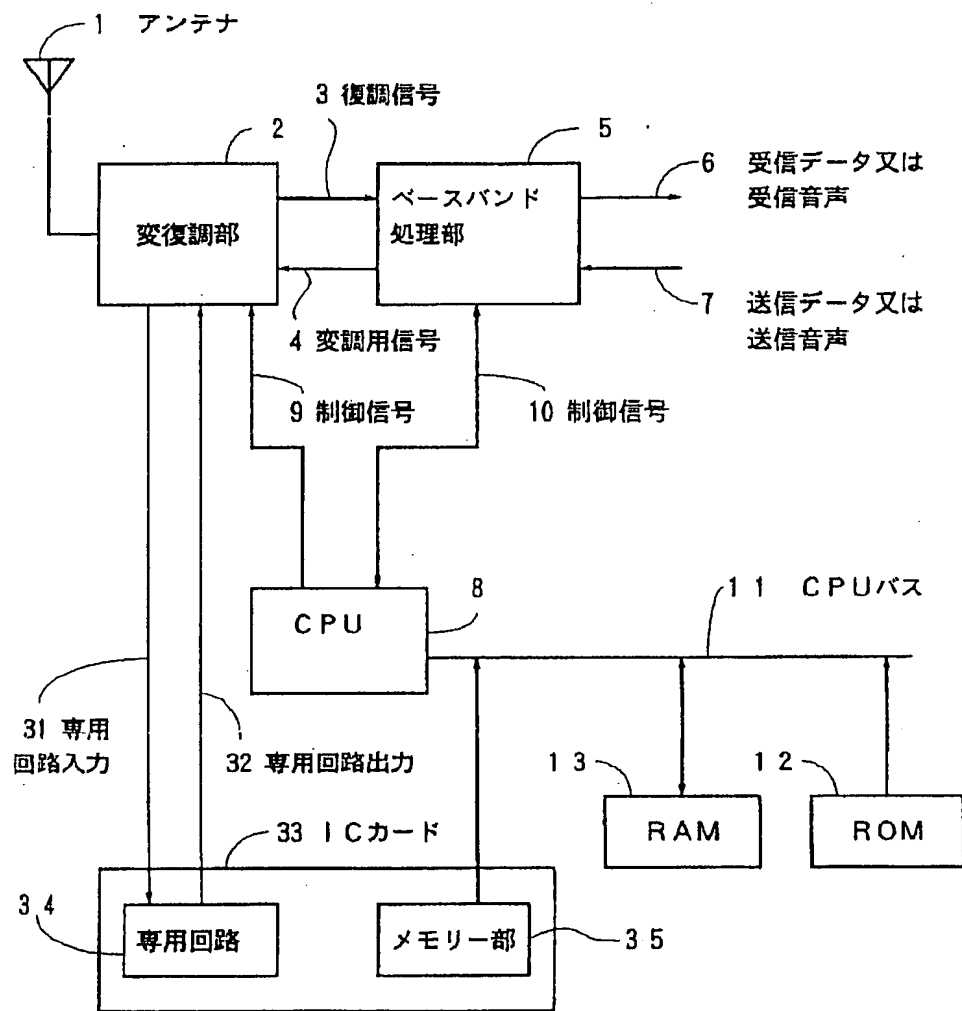 1 アンテナ
3 復調信号
2
5
変復調部
ベースバンド
処理部
6 受信データ又は
受信音声
4 変調用信号
7 送信データ又は
送信音声
9 制御信号
10 制御信号
CPU
8
11 CPUバス
31 専用
回路入力
32 専用回路出力
13
12
RAM
ROM
33 ICカード
34
専用回路
メモリー部
35